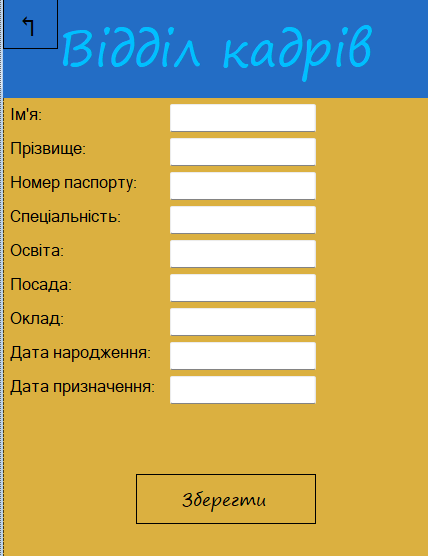 ↰
Відділ кадрів
Ім'я:
Прізвище:
Номер паспорту:
Спеціальність:
Освіта:
Посада:
Оклад:
Дата народження:
Дата призначення:
Зберегти